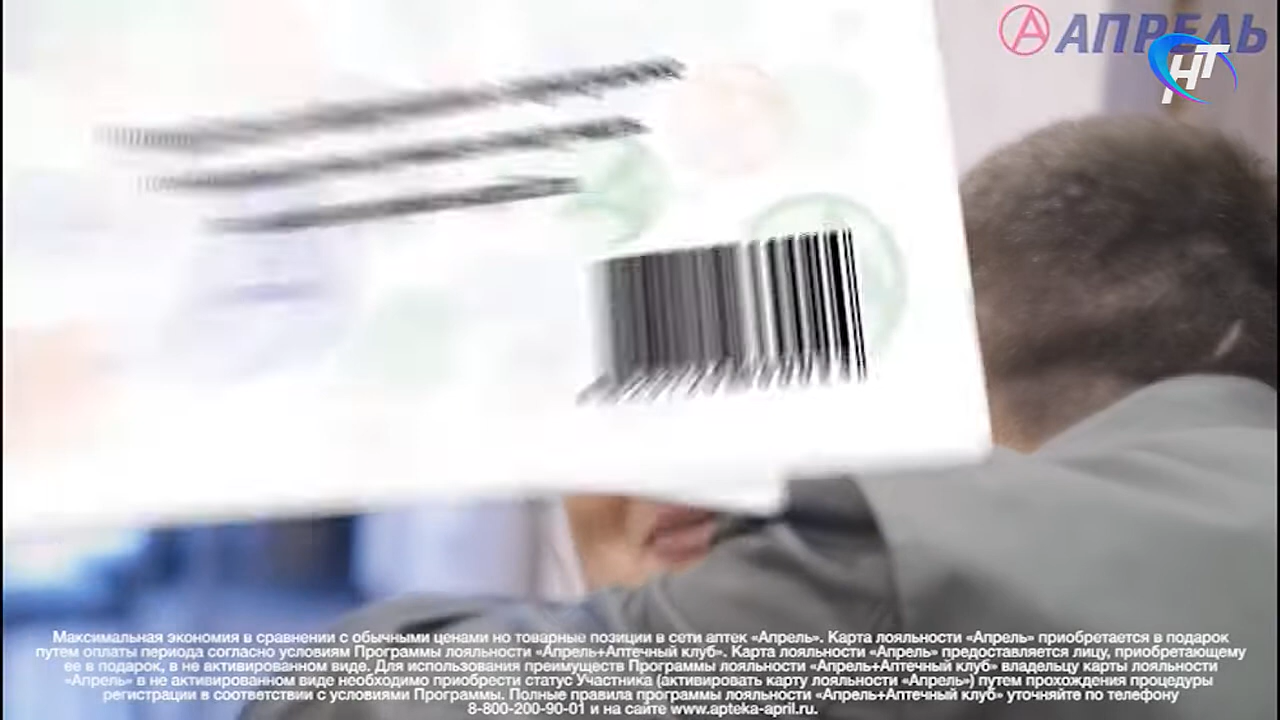 АПРЕЛЬ
НТ
Максимальная экономия в сравнении с обычными ценами но товарные позиции в сети аптек «Апрель». Карта лояльности «Апрель» приобретается в подарок
путем оплаты периода согласно условиям Программы лояльности «Апрель+Аптечный клуб». Карта лояльности «Апрель» предоставляется лицу, приобретающему
ее в подарок, в не активированном виде. Для использования преимуществ Программы лояльности «Апрель+Аптечный клуб» владельцу карты лояльности
«Апрель» в не активированном виде необходимо приобрести статус Участника (активировать карту лояльности «Апрель») путем прохождения процедуры
регистрации в соответствии с условиями Программы. Полные правила программы лояльности «Апрель+Аптечный клуб» уточняйте по телефону
8-800-200-90-01 и на сайте www.apteka-april.ru.